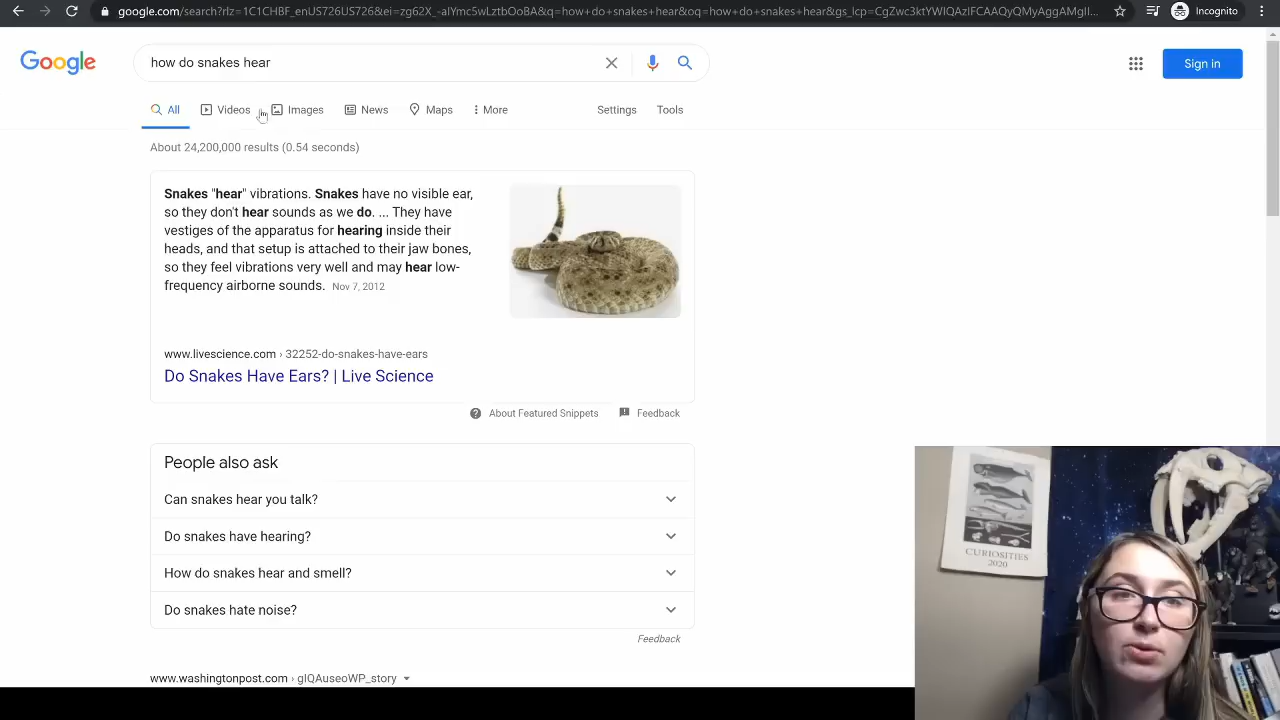 google.com/search?rlz=1C1CHBF_enUS726US726&ei=zg62X_-aIYmc5wLztbOoBA&q=how+do+snakes+hear&oq=how+do+snakes+hear&gs_lcp=CgZwc3ktYWIQAzIFCAAQyQMyAggAMgII...
Incognito
Google
how do snakes hear
Sign in
All
Videos
Images
News
Maps
More
Settings
Tools
About 24,200,000 results (0.54 seconds)
Snakes "hear" vibrations. Snakes have no visible ear,
so they don't hear sounds as we do. ... They have
vestiges of the apparatus for hearing inside their
heads, and that setup is attached to their jaw bones,
so they feel vibrations very well and may hear low-
frequency airborne sounds. Nov 7, 2012
www.livescience.com › 32252-do-snakes-have-ears
Do Snakes Have Ears? | Live Science
About Featured Snippets
Feedback
People also ask
Can snakes hear you talk?
Do snakes have hearing?
How do snakes hear and smell?
Do snakes hate noise?
Feedback
www.washingtonpost.com › gIQAuseoWP_story
CURIOSITIES
2020